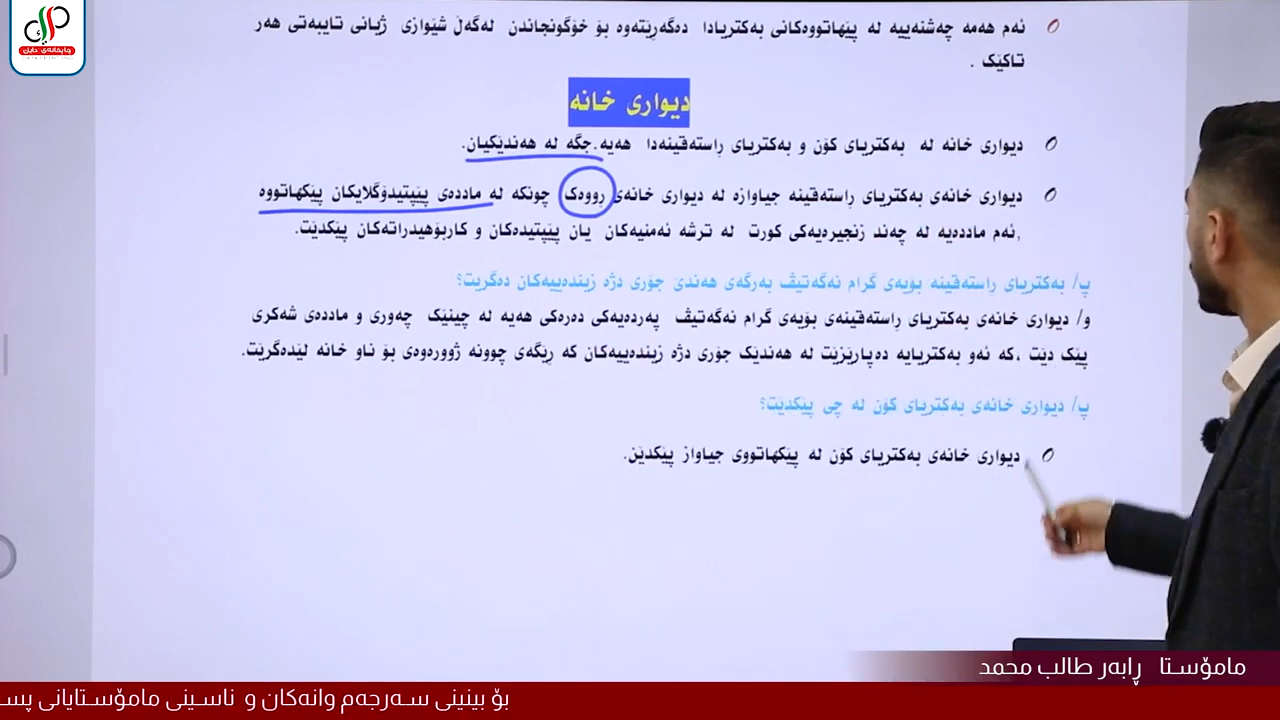 ئەم هەمە چەشنەییە لە پێهاتووەکانی بەکتریادا دەگەڕێتەوە بۆ خۆگونجاندن لەگەڵ شێوازی ژیانی تایبەتی هەر
تاکێک .
دیواری خانە
دیواری خانە لە بەکتریای کۆن و بەکتریای ڕاستەقینەدا هەیە.جگە لە هەندێکیان.
دیواری خانەی بەکتریای ڕاستەقینە جیاوازە لە دیواری خانەی ڕووەک چونکە لە ماددەی پێپتیدۆگلایکان پێکهاتووە
,ئەم ماددەیە لە چەند زنجیرەیەکی کورت لە ترشە ئەمنیەکان یان پێپتیدەکان و کاربۆهیدراتەکان پێکدێت.
پ/ بەکتریای ڕاستەقینە بۆیەی گرام نەگەتیڤ بەرگەی هەندێ جۆری دژە زیندەییەکان دەگرێت؟
و/ دیواری خانەی بەکتریای ڕاستەقینەی بۆیەی گرام نەگەتیڤ پەردەیەکی دەرەکی هەیە لە چینێک چەوری و ماددەی شەکری
پێک دێت ،کە ئەو بەکتریایە دەپارێزێت لە هەندێک جۆری دژە زیندەییەکان کە ڕێگەی چوونە ژوورەوەی بۆ ناو خانە لێدەگرێت.
پ/ دیواری خانەی بەکتریای کۆن لە چی پێکدێت؟
دیواری خانەی بەکتریای کۆن لە پێکهاتووی جیاواز پێکدێن.
چاپخانەی دلێل
مامۆستا ڕابەر طالب محمد
بۆ بینینی سەرجەم وانەکان و ناسینی مامۆستایانی پس